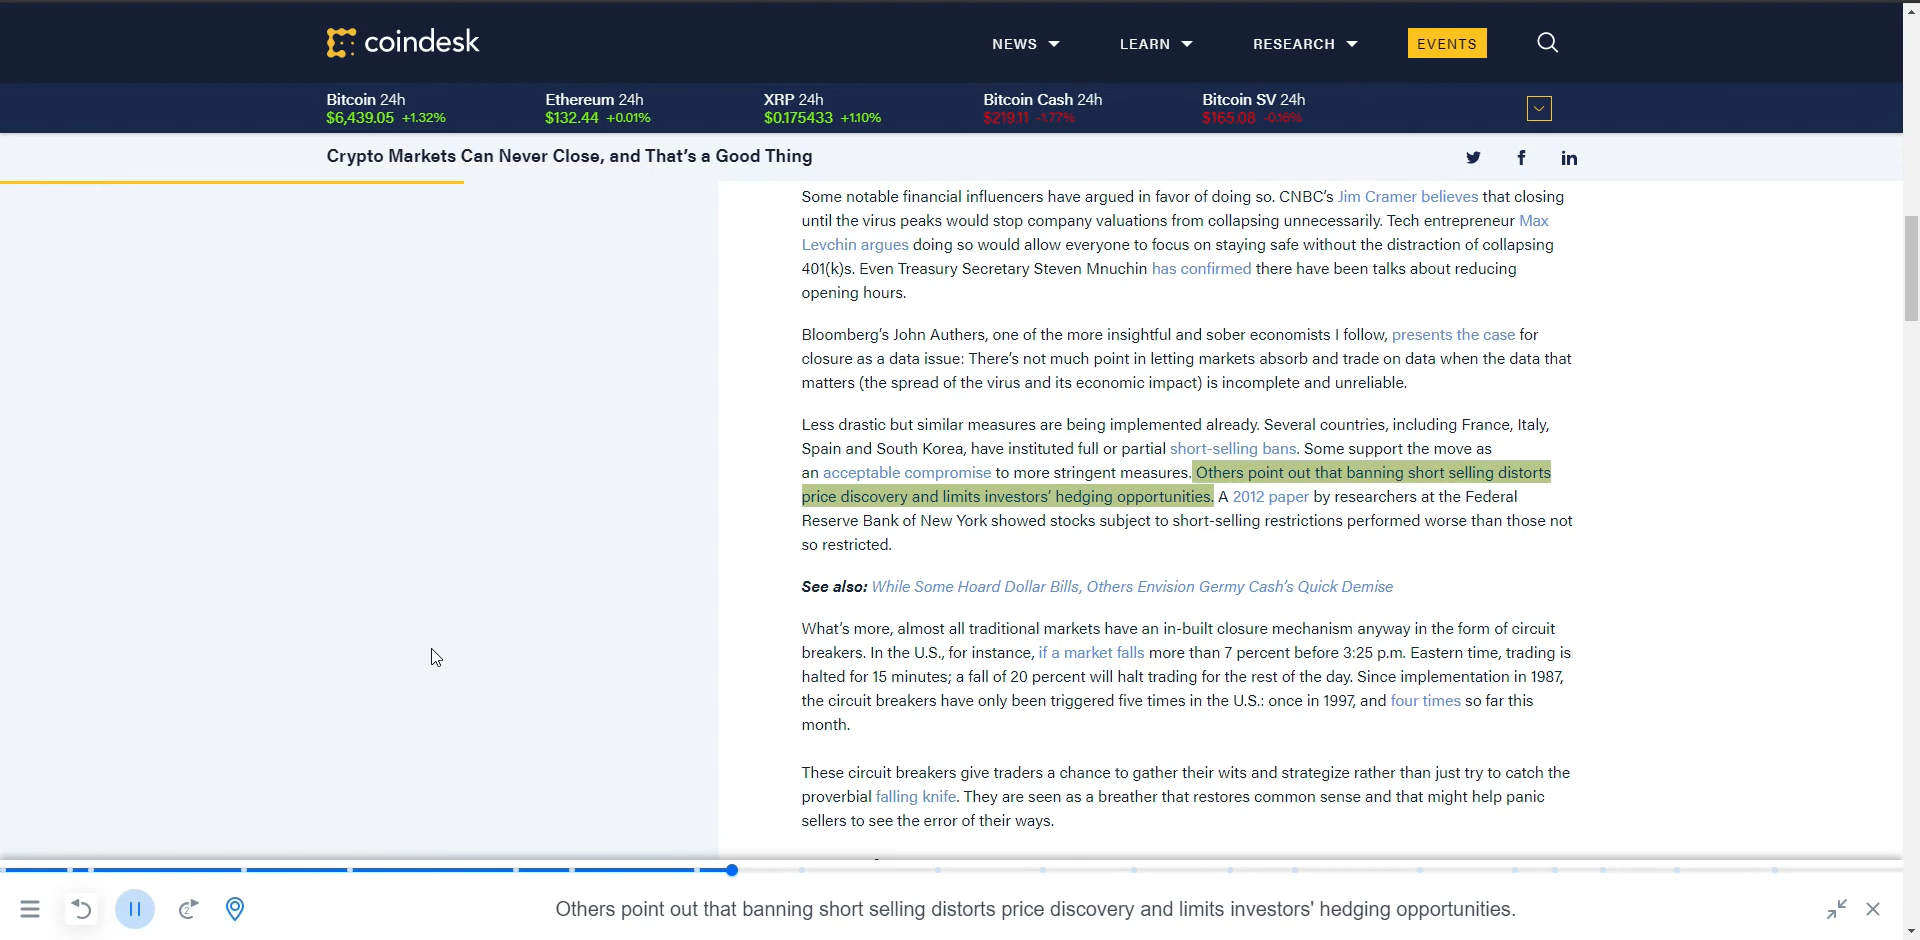 coindesk
NEWS
LEARN
RESEARCH
EVENTS
Bitcoin 24h
$6,439.05 +1.32%
Ethereum 24h
$132.44 +0.01%
XRP 24h
$0.175433 +1.10%
Bitcoin Cash 24h
$219.11 -1.77%
Bitcoin SV 24h
$165.08 -0.16%
Crypto Markets Can Never Close, and That's a Good Thing
Some notable financial influencers have argued in favor of doing so. CNBC's Jim Cramer believes that closing
until the virus peaks would stop company valuations from collapsing unnecessarily. Tech entrepreneur Max
Levchin argues doing so would allow everyone to focus on staying safe without the distraction of collapsing
401(k)s. Even Treasury Secretary Steven Mnuchin has confirmed there have been talks about reducing
opening hours.
Bloomberg's John Authers, one of the more insightful and sober economists I follow, presents the case for
closure as a data issue: There's not much point in letting markets absorb and trade on data when the data that
matters (the spread of the virus and its economic impact) is incomplete and unreliable.
Less drastic but similar measures are being implemented already. Several countries, including France, Italy,
Spain and South Korea, have instituted full or partial short-selling bans. Some support the move as
an acceptable compromise to more stringent measures. Others point out that banning short selling distorts
price discovery and limits investors' hedging opportunities. A 2012 paper by researchers at the Federal
Reserve Bank of New York showed stocks subject to short-selling restrictions performed worse than those not
so restricted.
See also: While Some Hoard Dollar Bills, Others Envision Germy Cash's Quick Demise
What's more, almost all traditional markets have an in-built closure mechanism anyway in the form of circuit
breakers. In the U.S., for instance, if a market falls more than 7 percent before 3:25 p.m. Eastern time, trading is
halted for 15 minutes; a fall of 20 percent will halt trading for the rest of the day. Since implementation in 1987,
the circuit breakers have only been triggered five times in the U.S.: once in 1997, and four times so far this
month.
These circuit breakers give traders a chance to gather their wits and strategize rather than just try to catch the
proverbial falling knife. They are seen as a breather that restores common sense and that might help panic
sellers to see the error of their ways.
2
Others point out that banning short selling distorts price discovery and limits investors' hedging opportunities.